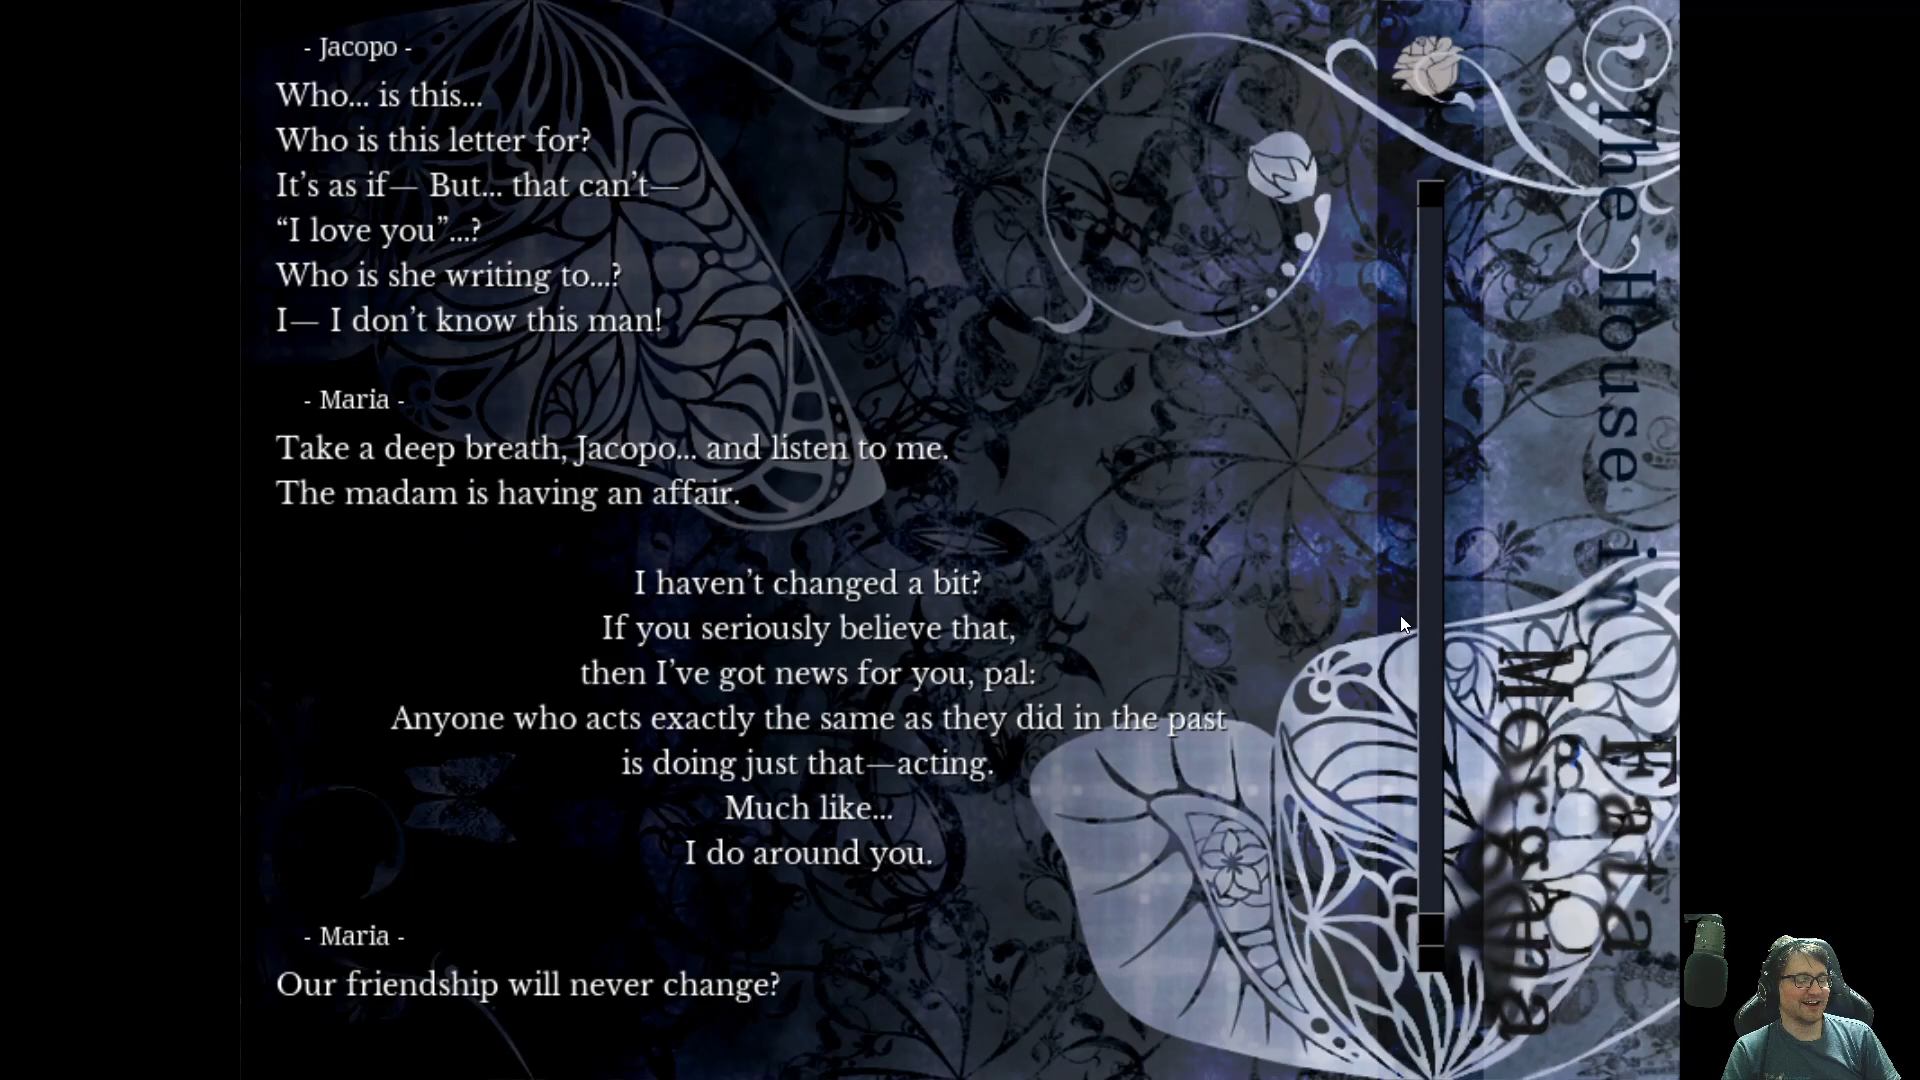 - Jacopo -
Who... is this...
Who is this letter for?
It's as if— But... that can't—
“I love you”...?
Who is she writing to...?
I— I don't know this man!
- Maria -
Take a deep breath, Jacopo... and listen to me.
The madam is having an affair.
I haven't changed a bit?
If you seriously believe that,
then I've got news for you, pal:
Anyone who acts exactly the same as they did in the past
is doing just that—acting.
Much like...
I do around you.
- Maria -
Our friendship will never change?
The House in
Fata
Morgana